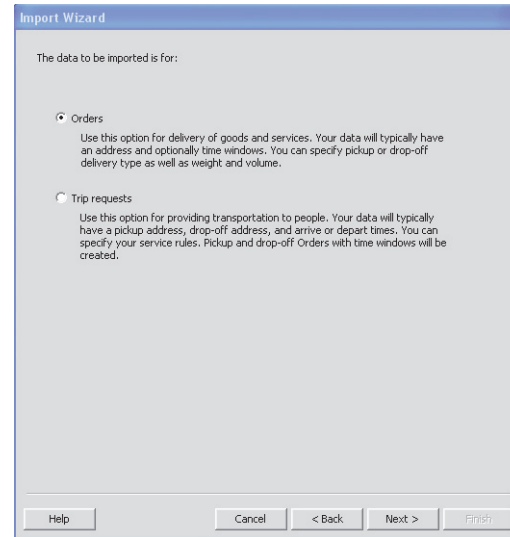 Import Wizard
The data to be imported is for:
Orders
Use this option for delivery of goods and services. Your data will typically have
an address and optionally time windows. You can specify pickup or drop-off
delivery type as well as weight and volume.
Trip requests
Use this option for providing transportation to people. Your data will typically
have a pickup address, drop-off address, and arrive or depart times. You can
specify your service rules. Pickup and drop-off Orders with time windows will be
created.
Help Cancel < Back Next > Finish